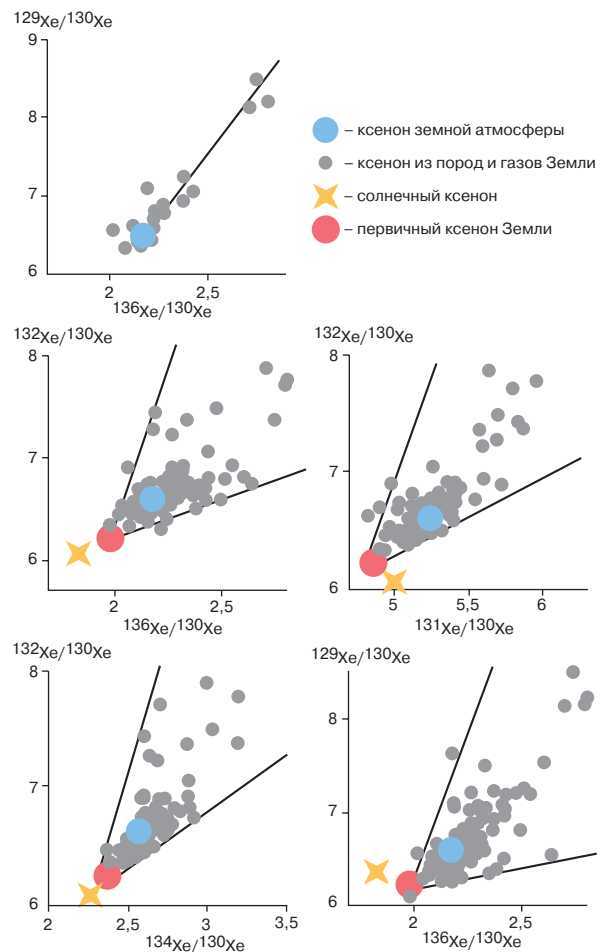 129Xe/130Xe
9
8
7
6
2
2,5
136Xe/130Xe
– ксенон земной атмосферы
– ксенон из пород и газов Земли
– солнечный ксенон
– первичный ксенон Земли
132Xe/130Xe
8
7
6
2
2,5
136Xe/130Xe
132Xe/130Xe
8
7
6
5
5,5
6
131Xe/130Xe
132Xe/130Xe
8
7
6
2
2,5
3
3,5
134Xe/130Xe
129Xe/130Xe
8
7
6
2
2,5
136Xe/130Xe